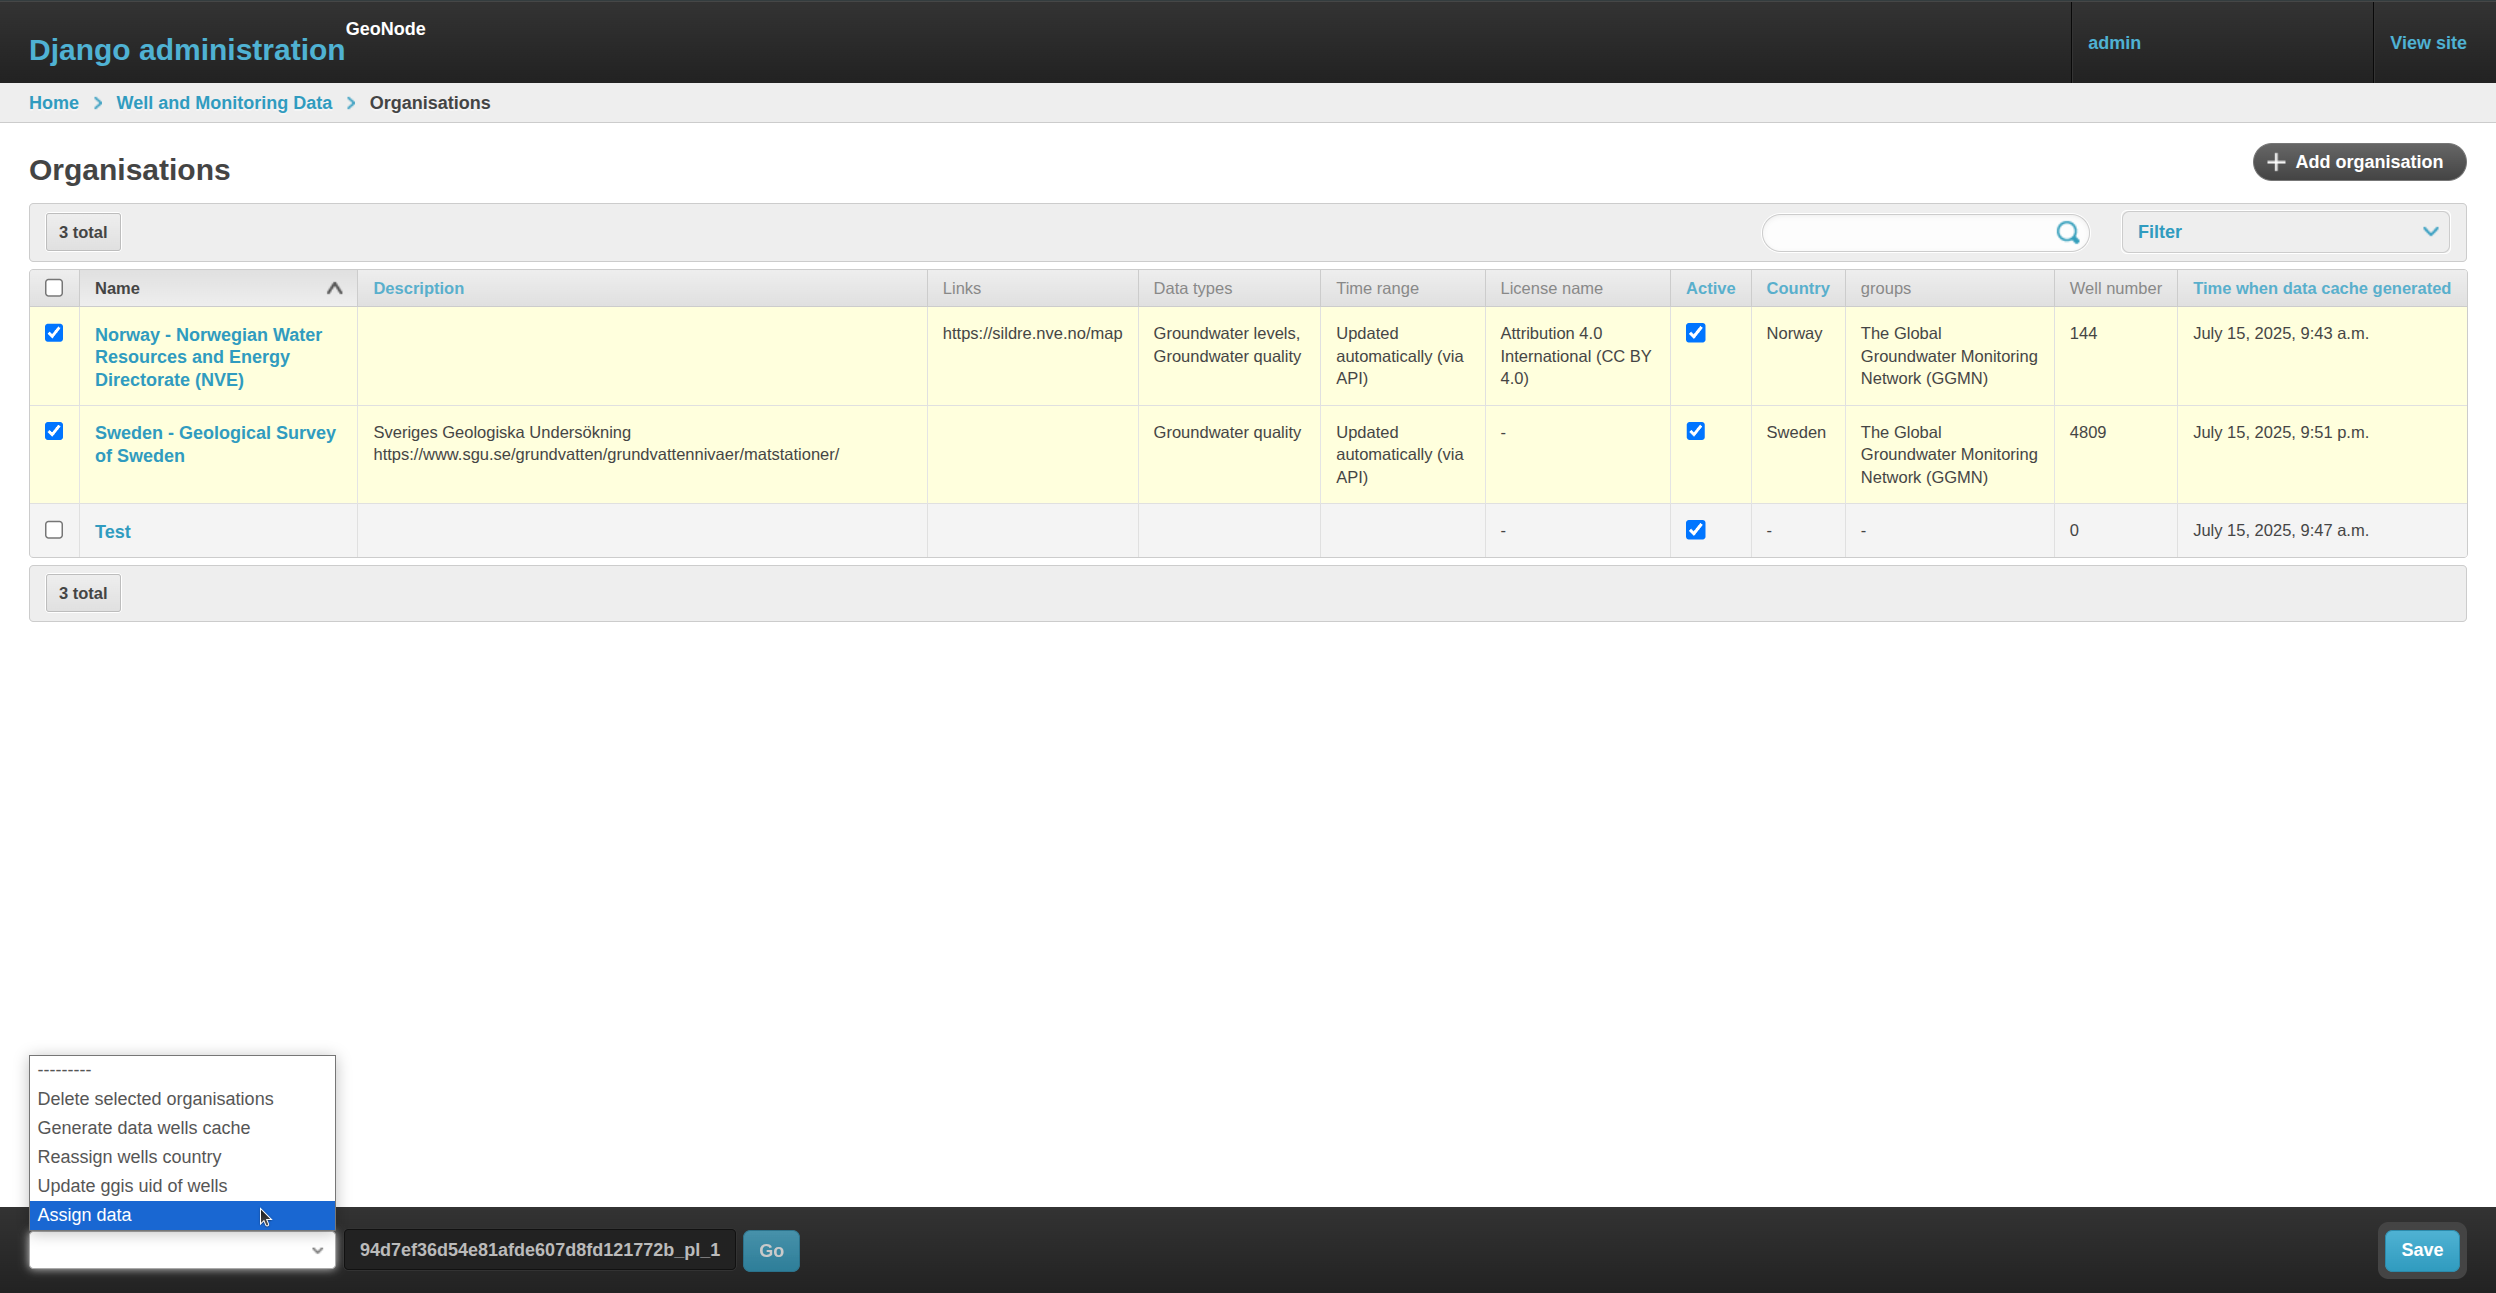 Django administration
GeoNode
admin
View site
Home
Well and Monitoring Data
Organisations
Organisations
Add organisation
3 total
Filter
Name
Description
Links
Data types
Time range
License name
Active
Country
groups
Well number
Time when data cache generated
Norway - Norwegian Water
Resources and Energy
Directorate (NVE)
https://sildre.nve.no/map
Groundwater levels,
Groundwater quality
Updated
automatically (via
API)
Attribution 4.0
International (CC BY
4.0)
Norway
The Global
Groundwater Monitoring
Network (GGMN)
144
July 15, 2025, 9:43 a.m.
Sweden - Geological Survey
of Sweden
Sveriges Geologiska Undersökning
https://www.sgu.se/grundvatten/grundvattennivaer/matstationer/
Groundwater quality
Updated
automatically (via
API)
-
Sweden
The Global
Groundwater Monitoring
Network (GGMN)
4809
July 15, 2025, 9:51 p.m.
Test
-
-
-
0
July 15, 2025, 9:47 a.m.
3 total
---------
Delete selected organisations
Generate data wells cache
Reassign wells country
Update ggis uid of wells
Assign data
94d7ef36d54e81afde607d8fd121772b_pl_1
Go
Save